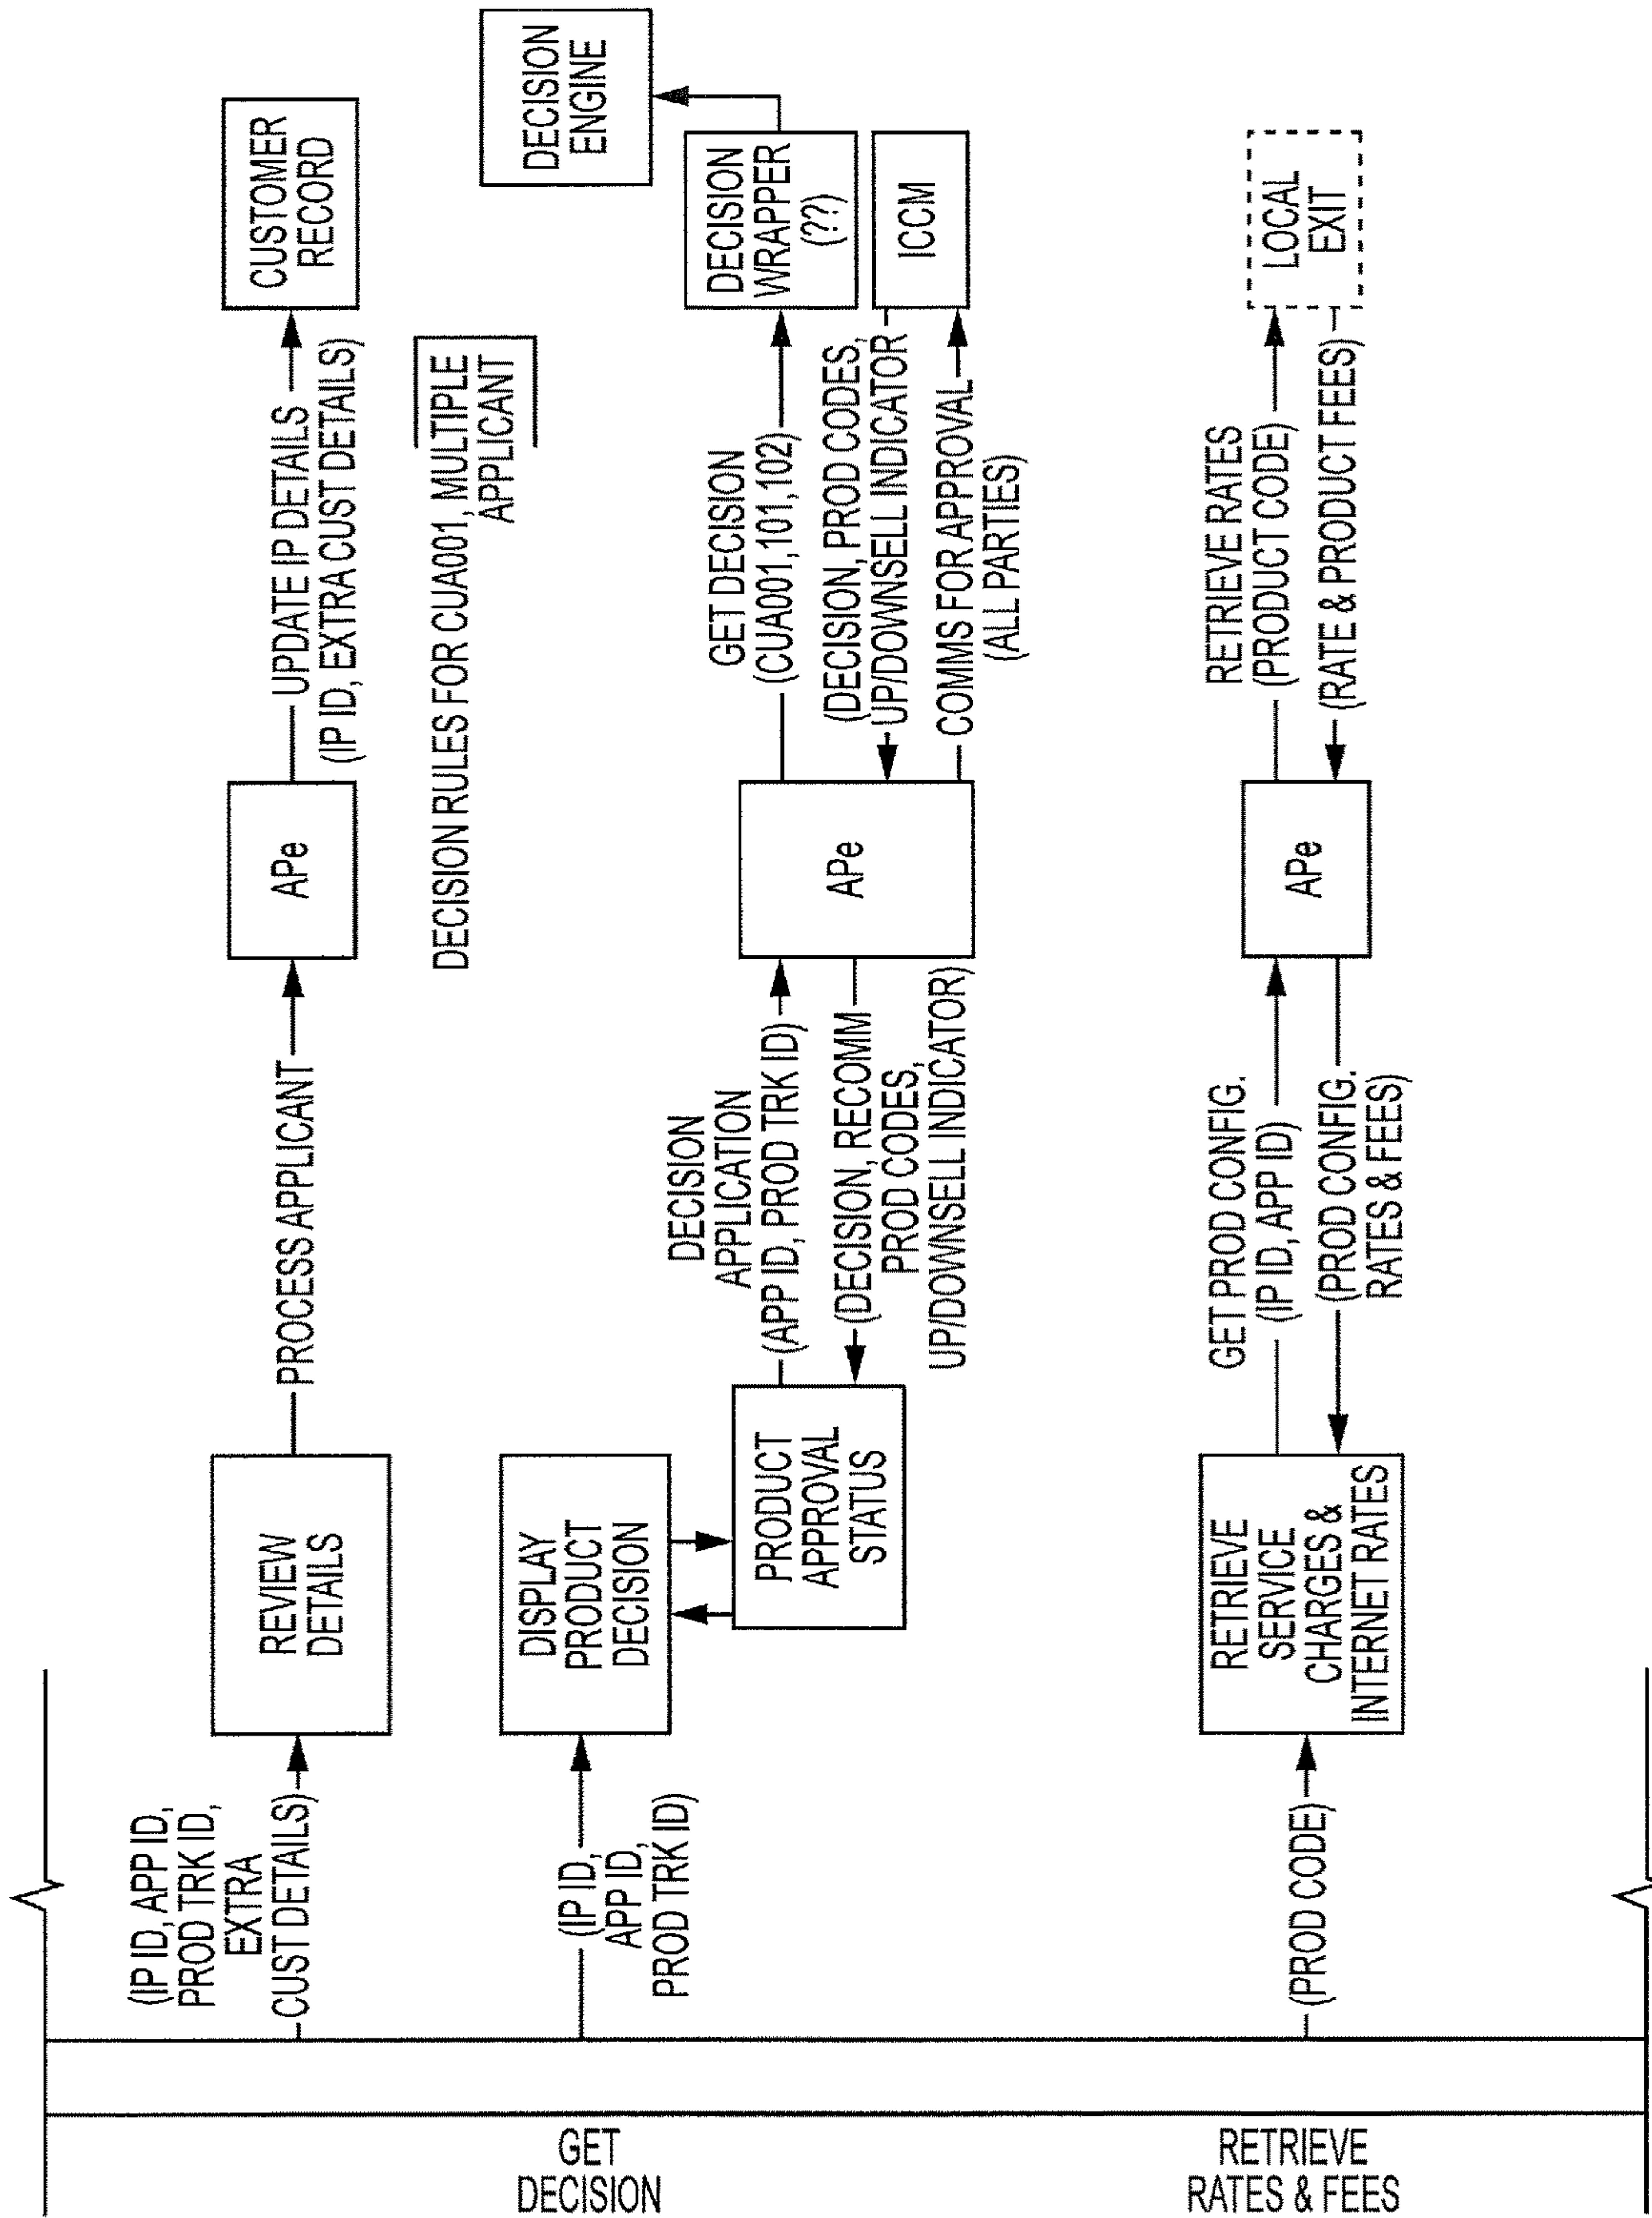 GET
DECISION
RETRIEVE
RATES & FEES
(IP ID, APP ID,
PROD TRK ID,
EXTRA
CUST DETAILS)
REVIEW
DETAILS
PROCESS APPLICANT
APe
UPDATE IP DETAILS
(IP ID, EXTRA CUST DETAILS)
CUSTOMER
RECORD
DECISION RULES FOR CUA001, MULTIPLE
APPLICANT
(IP ID,
APP ID,
PROD TRK ID)
DISPLAY
PRODUCT
DECISION
PRODUCT
APPROVAL
STATUS
DECISION
APPLICATION
(APP ID, PROD TRK ID)
(DECISION, RECOMM
PROD CODES,
UP/DOWNSELL INDICATOR)
APe
GET DECISION
(CUA001,101,102)
(DECISION, PROD CODES,
UP/DOWNSELL INDICATOR
COMMS FOR APPROVAL
(ALL PARTIES)
DECISION
WRAPPER
(??)
ICCM
DECISION
ENGINE
(PROD CODE)
RETRIEVE
SERVICE
CHARGES &
INTERNET RATES
GET PROD CONFIG.
(IP ID, APP ID)
(PROD CONFIG.
RATES & FEES)
APe
RETRIEVE RATES
(PRODUCT CODE)
(RATE & PRODUCT FEES)
LOCAL
EXIT